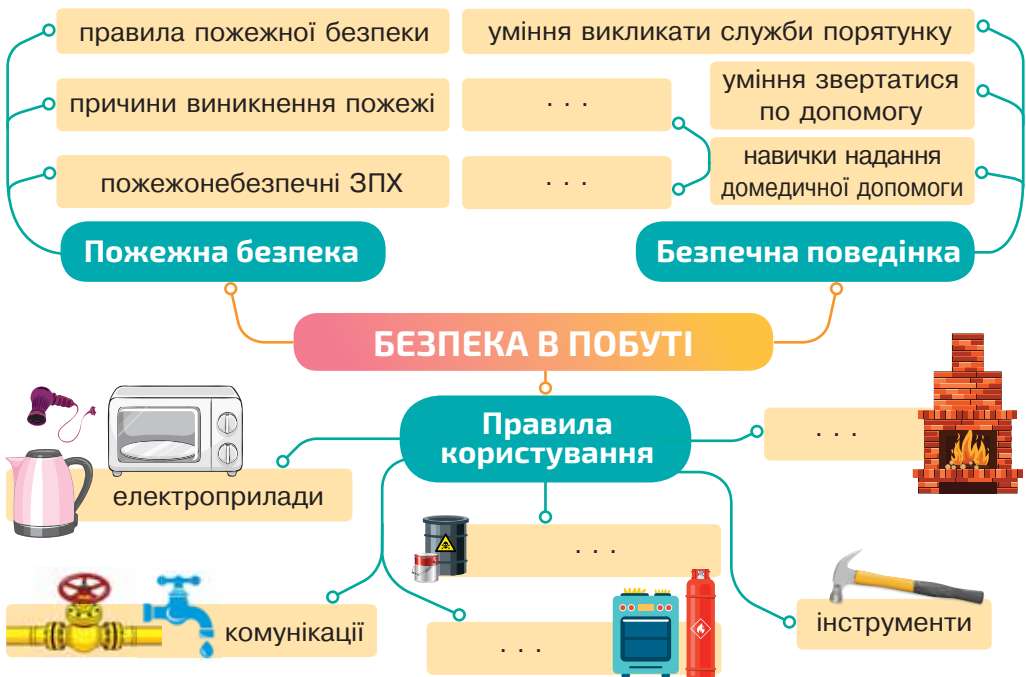 правила пожежної безпеки
уміння викликати служби порятунку
причини виникнення пожежі
. . .
уміння звертатися
по допомогу
пожежонебезпечні ЗПХ
. . .
навички надання
домедичної допомоги
Пожежна безпека
Безпечна поведінка
БЕЗПЕКА В ПОБУТІ
Правила
користування
. . .
електроприлади
. . .
комунікації
. . .
інструменти